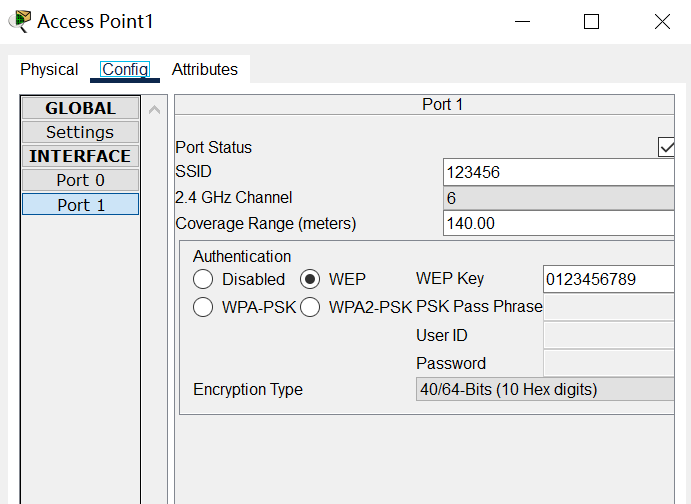 Access Point1
Physical Config Attributes
GLOBAL
Settings
INTERFACE
Port 0
Port 1
Port 1
Port Status
SSID 123456
2.4 GHz Channel 6
Coverage Range (meters) 140.00
Authentication
Disabled WEP WEP Key 0123456789
WPA-PSK WPA2-PSK PSK Pass Phrase
User ID
Password
Encryption Type 40/64-Bits (10 Hex digits)